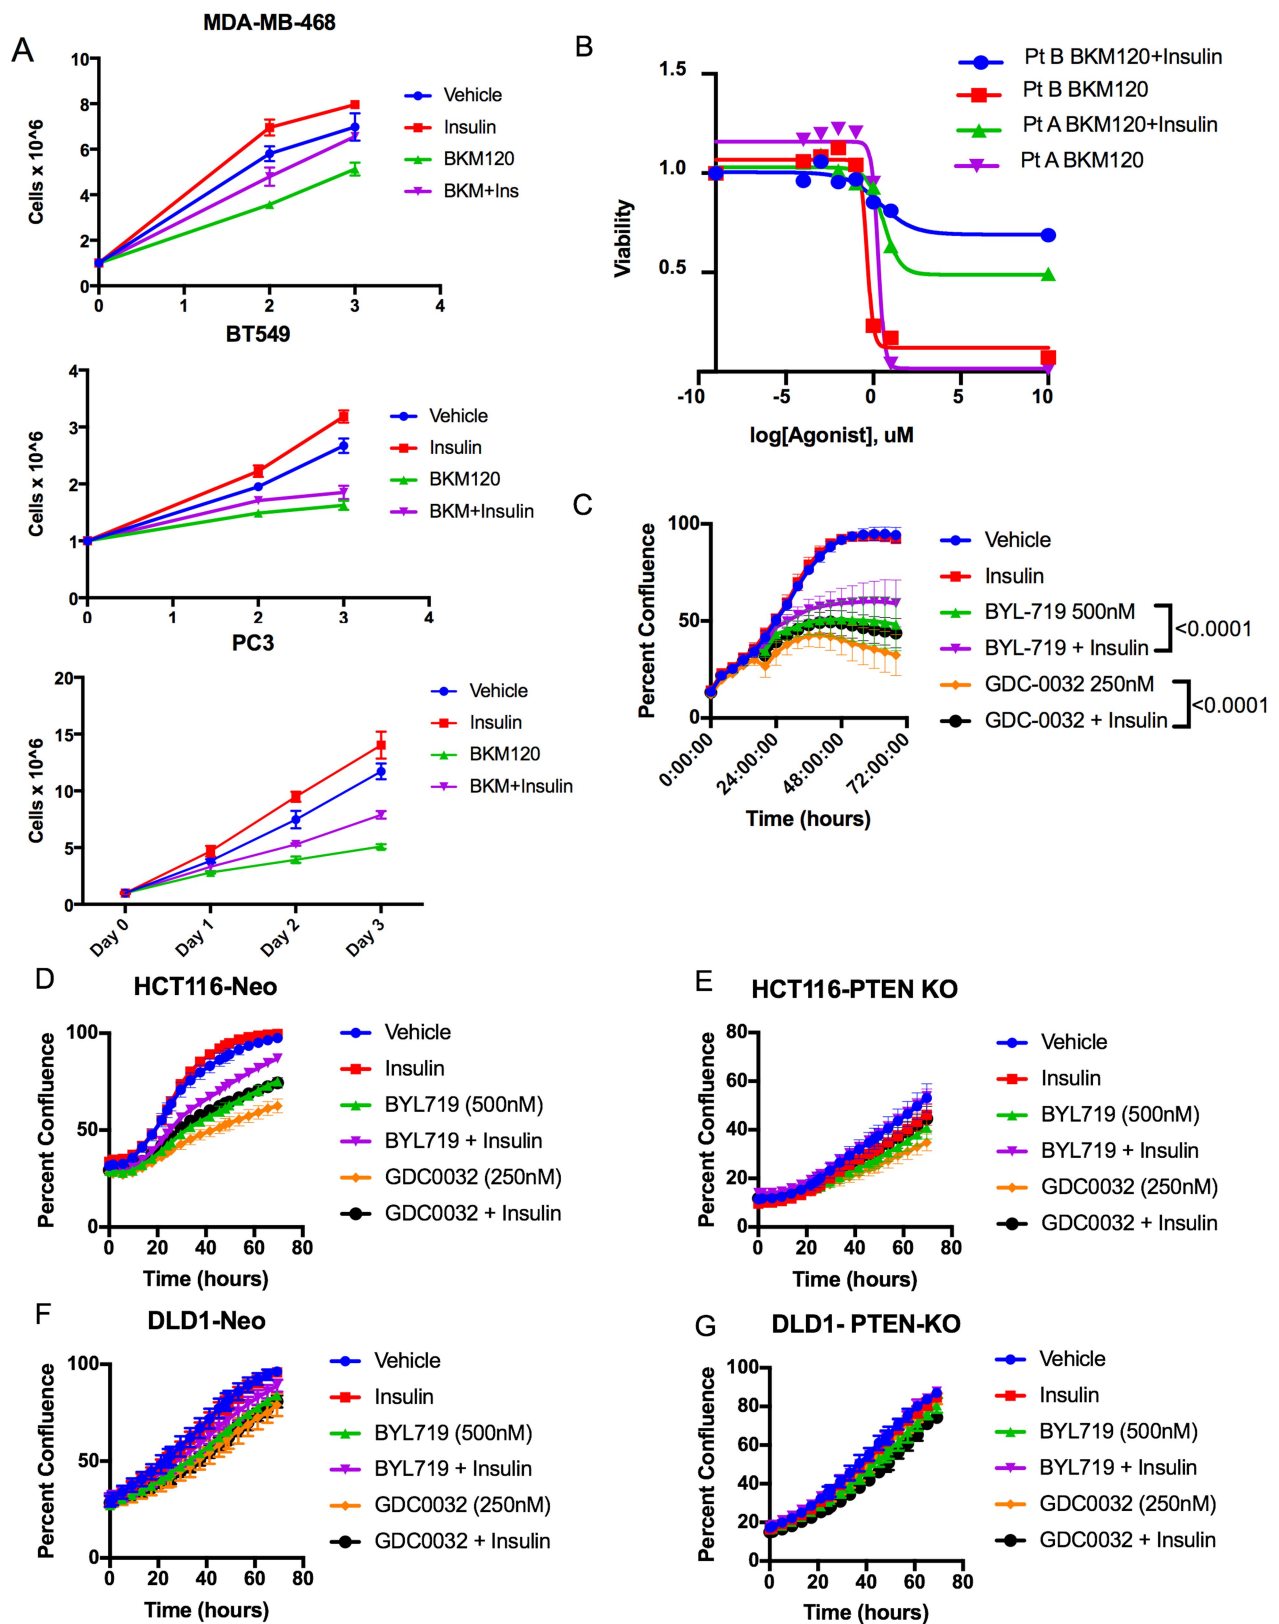 A
MDA-MB-468
Cells x 10^6
10
8
6
4
2
0
0 1 2 3 4
Vehicle
Insulin
BKM120
BKM+Ins
BT549
Cells x 10^6
4
3
2
1
0
0 1 2 3 4
Vehicle
Insulin
BKM120
BKM+Insulin
PC3
Cells x 10^6
20
15
10
5
0
Day 0 Day 1 Day 2 Day 3
Vehicle
Insulin
BKM120
BKM+Insulin
B
Viability
1.5
1.0
0.5
-10 -5 0 5 10
log[Agonist], uM
Pt B BKM120+Insulin
Pt B BKM120
Pt A BKM120+Insulin
Pt A BKM120
C
Percent Confluence
100
50
0
0:00:00 24:00:00 48:00:00 72:00:00
Time (hours)
Vehicle
Insulin
BYL-719 500nM
BYL-719 + Insulin
<0.0001
GDC-0032 250nM
GDC-0032 + Insulin
<0.0001
D
HCT116-Neo
Percent Confluence
100
50
0
0 20 40 60 80
Time (hours)
Vehicle
Insulin
BYL719 (500nM)
BYL719 + Insulin
GDC0032 (250nM)
GDC0032 + Insulin
E
HCT116-PTEN KO
Percent Confluence
80
60
40
20
0
0 20 40 60 80
Time (hours)
Vehicle
Insulin
BYL719 (500nM)
BYL719 + Insulin
GDC0032 (250nM)
GDC0032 + Insulin
F
DLD1-Neo
Percent Confluence
100
50
0
0 20 40 60 80
Time (hours)
Vehicle
Insulin
BYL719 (500nM)
BYL719 + Insulin
GDC0032 (250nM)
GDC0032 + Insulin
G
DLD1- PTEN-KO
Percent Confluence
100
80
60
40
20
0
0 20 40 60 80
Time (hours)
Vehicle
Insulin
BYL719 (500nM)
BYL719 + Insulin
GDC0032 (250nM)
GDC0032 + Insulin